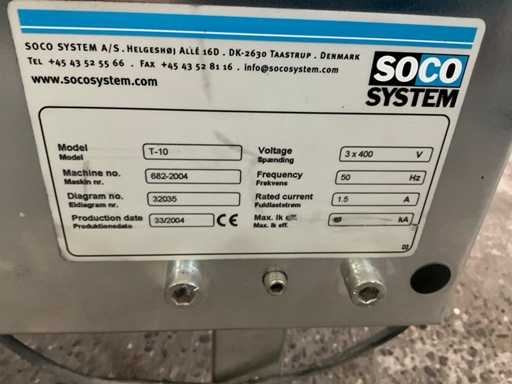 SOCO SYSTEM A/S. HELGESHØJ ALLÉ 16D . DK-2630 TAASTRUP . DENMARK
TEL +45 43 52 55 66 . FAX +45 43 52 81 16 . info@socosystem.com
www.socosystem.com
SOCO
SYSTEM
Model T-10 Voltage 3 x 400 V
Model Spænding
Machine no. 682-2004 Frequency 50 Hz
Maskin nr. Frekvens
Diagram no. 32035 Rated current 1.5 A
Eldiagram nr. Fuldlaststrøm
Production date 33/2004 CE Max. Ik eff. kA
Produktionsdato Max. Ik eff.